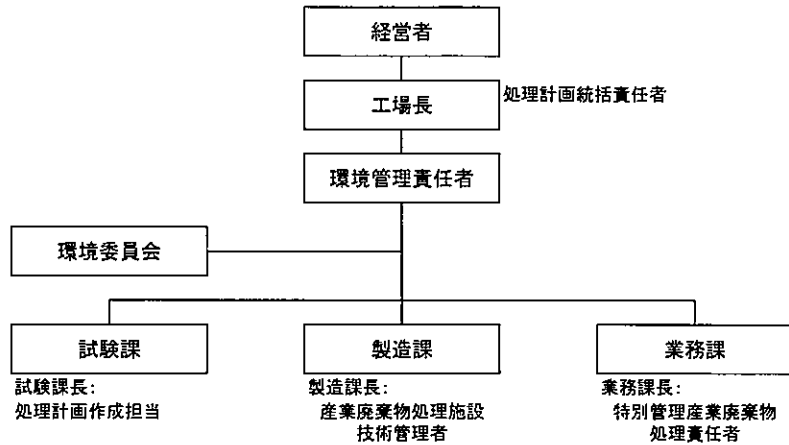 経営者
工場長
処理計画統括責任者
環境管理責任者
環境委員会
試験課
製造課
業務課
試験課長:
処理計画作成担当
製造課長:
産業廃棄物処理施設
技術管理者
業務課長:
特別管理産業廃棄物
処理責任者